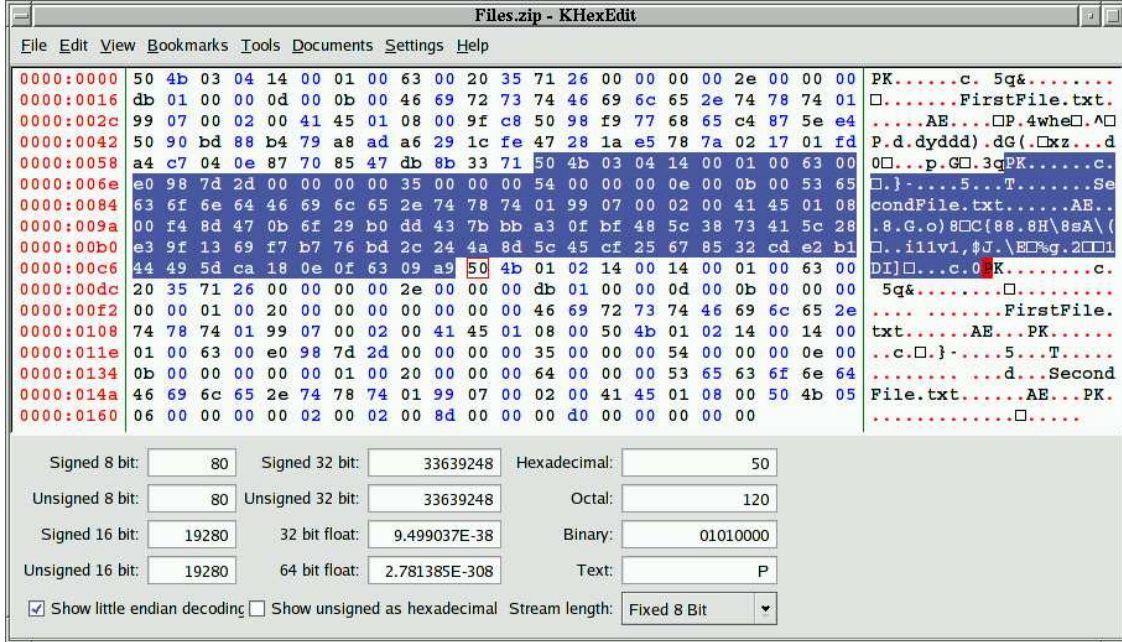 Files.zip - KHexEdit
File Edit View Bookmarks Tools Documents Settings Help
0000:0000 50 4b 03 04 14 00 01 00 63 00 20 35 71 26 00 00 00 00 2e 00 00 00 PK......c. 5q&........
0000:0016 db 01 00 00 0d 00 0b 00 46 69 72 73 74 46 69 6c 65 2e 74 78 74 01 □.......FirstFile.txt.
0000:002c 99 07 00 02 00 41 45 01 08 00 9f c8 50 98 f9 77 68 65 c4 87 5e e4 .....AE....□P.4whe□.^□
0000:0042 50 90 bd 88 b4 79 a8 ad a6 29 1c fe 47 28 1a e5 78 7a 02 17 01 fd P.d.dyddd).dG(.□xz...d
0000:0058 a4 c7 04 0e 87 70 85 47 db 8b 33 71 50 4b 03 04 14 00 01 00 63 00 0□...p.G□.3qPK......c.
0000:006e e0 98 7d 2d 00 00 00 00 35 00 00 00 54 00 00 00 0e 00 0b 00 53 65 □.}-....5...T.......Se
0000:0084 63 6f 6e 64 46 69 6c 65 2e 74 78 74 01 99 07 00 02 00 41 45 01 08 condFile.txt......AE..
0000:009a 00 f4 8d 47 0b 6f 29 b0 dd 43 7b bb a3 0f bf 48 5c 38 73 41 5c 28 .8.G.o)8□C{88.8H\8sA\(
0000:00b0 e3 9f 13 69 f7 b7 76 bd 2c 24 4a 8d 5c 45 cf 25 67 85 32 cd e2 b1 □..i11v1,$J.\E□%g.2□□1
0000:00c6 44 49 5d ca 18 0e 0f 63 09 a9 50 4b 01 02 14 00 14 00 01 00 63 00 DI]□...c.0PK........c.
0000:00dc 20 35 71 26 00 00 00 00 2e 00 00 00 db 01 00 00 0d 00 0b 00 00 00 5q&........□.........
0000:00f2 00 00 01 00 20 00 00 00 00 00 00 00 46 69 72 73 74 46 69 6c 65 2e .... .......FirstFile.
0000:0108 74 78 74 01 99 07 00 02 00 41 45 01 08 00 50 4b 01 02 14 00 14 00 txt......AE...PK......
0000:011e 01 00 63 00 e0 98 7d 2d 00 00 00 00 35 00 00 00 54 00 00 00 0e 00 ..c.□.}-....5...T.....
0000:0134 0b 00 00 00 00 00 01 00 20 00 00 00 64 00 00 00 53 65 63 6f 6e 64 ........ ...d...Second
0000:014a 46 69 6c 65 2e 74 78 74 01 99 07 00 02 00 41 45 01 08 00 50 4b 05 File.txt......AE...PK.
0000:0160 06 00 00 00 00 02 00 02 00 8d 00 00 00 d0 00 00 00 00 00 .............□.....
Signed 8 bit: 80 Signed 32 bit: 33639248 Hexadecimal: 50
Unsigned 8 bit: 80 Unsigned 32 bit: 33639248 Octal: 120
Signed 16 bit: 19280 32 bit float: 9.499037E-38 Binary: 01010000
Unsigned 16 bit: 19280 64 bit float: 2.781385E-308 Text: P
Show little endian decoding Show unsigned as hexadecimal Stream length: Fixed 8 Bit